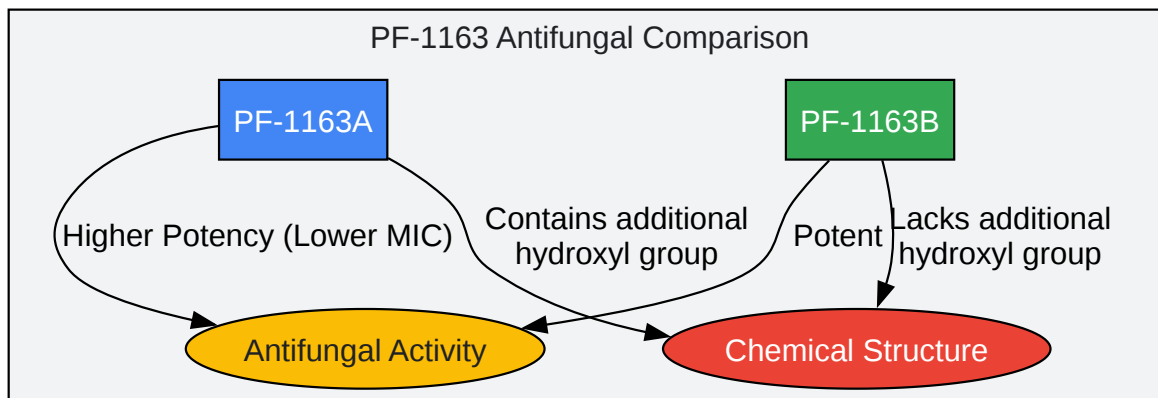 PF-1163 Antifungal Comparison
PF-1163A
PF-1163B
Higher Potency (Lower MIC)
Contains additional
hydroxyl group
Potent
Lacks additional
hydroxyl group
Antifungal Activity
Chemical Structure